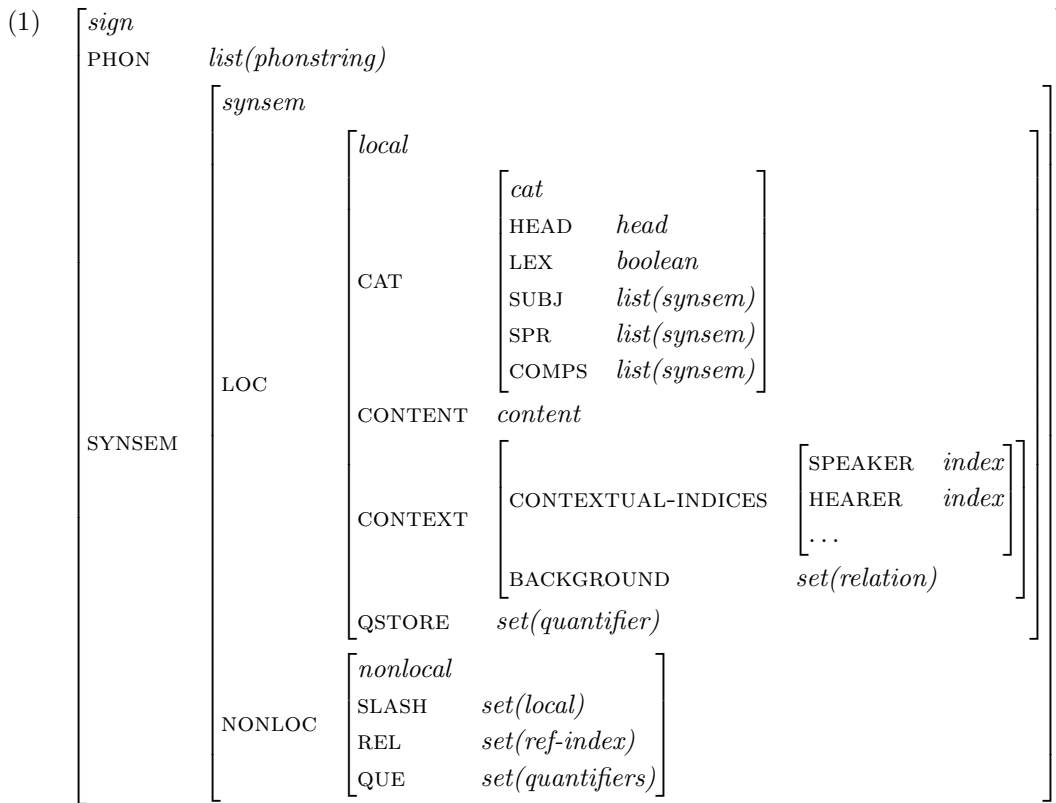 (1) sign
PHON list(phonstring)
synsem
local
cat
HEAD head
LEX boolean
CAT
SUBJ list(synsem)
SPR list(synsem)
COMPS list(synsem)
LOC
CONTENT content
SYNSEM
SPEAKER index
CONTEXTUAL-INDICES HEARER index
CONTEXT
...
BACKGROUND set(relation)
QSTORE set(quantifier)
nonlocal
SLASH set(local)
NONLOC
REL set(ref-index)
QUE set(quantifiers)